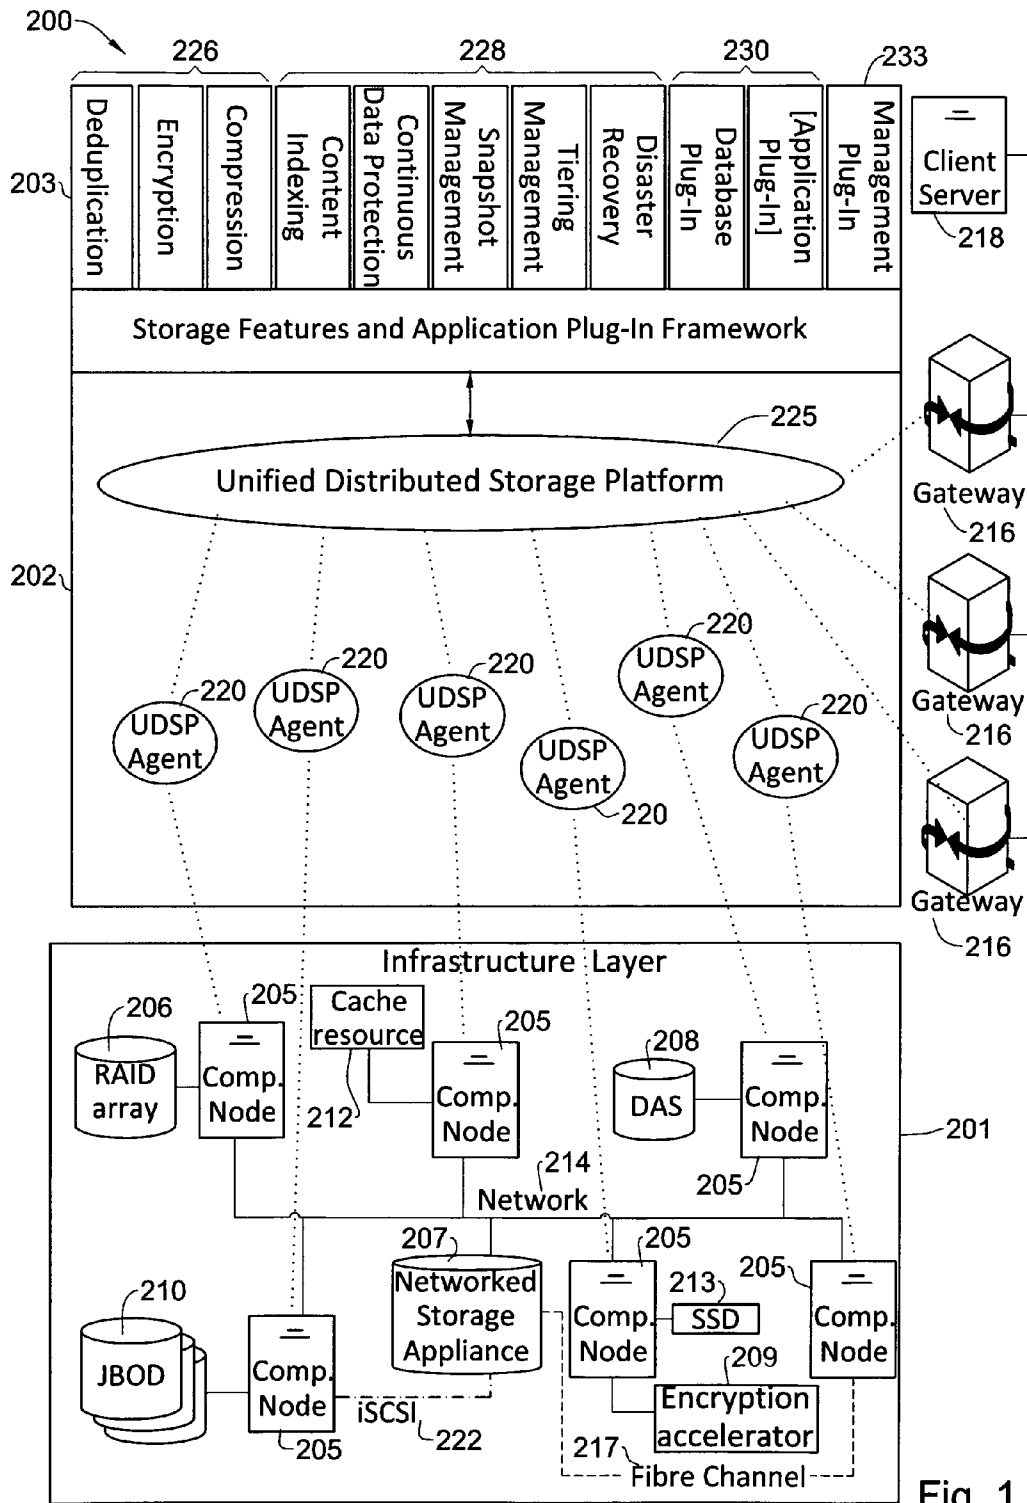 200
226
228
230
233
Deduplication
Encryption
Compression
Content
Indexing
Continuous
Data Protection
Snapshot
Management
Tiering
Management
Disaster
Recovery
Database
Plug-In
[Application
Plug-In]
Management
Plug-In
203
Client
Server
218
Storage Features and Application Plug-In Framework
225
Unified Distributed Storage Platform
Gateway
216
202
220
UDSP
Agent
220
UDSP
Agent
220
UDSP
Agent
220
UDSP
Agent
220
UDSP
Agent
UDSP
Agent
220
Gateway
216
Gateway
216
Infrastructure Layer
206
RAID
array
205
Comp.
Node
Cache
resource
212
205
Comp.
Node
208
DAS
Comp.
Node
205
201
214
Network
207
Networked
Storage
Appliance
205
Comp.
Node
213
SSD
205
Comp.
Node
210
JBOD
Comp.
Node
205
iSCSI
222
209
Encryption
accelerator
217
Fibre Channel
Fig. 1